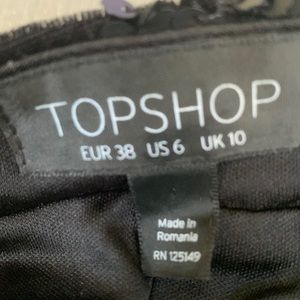 TOPSHOP
EUR 38 US 6 UK 10
Made in
Romania
RN 125149